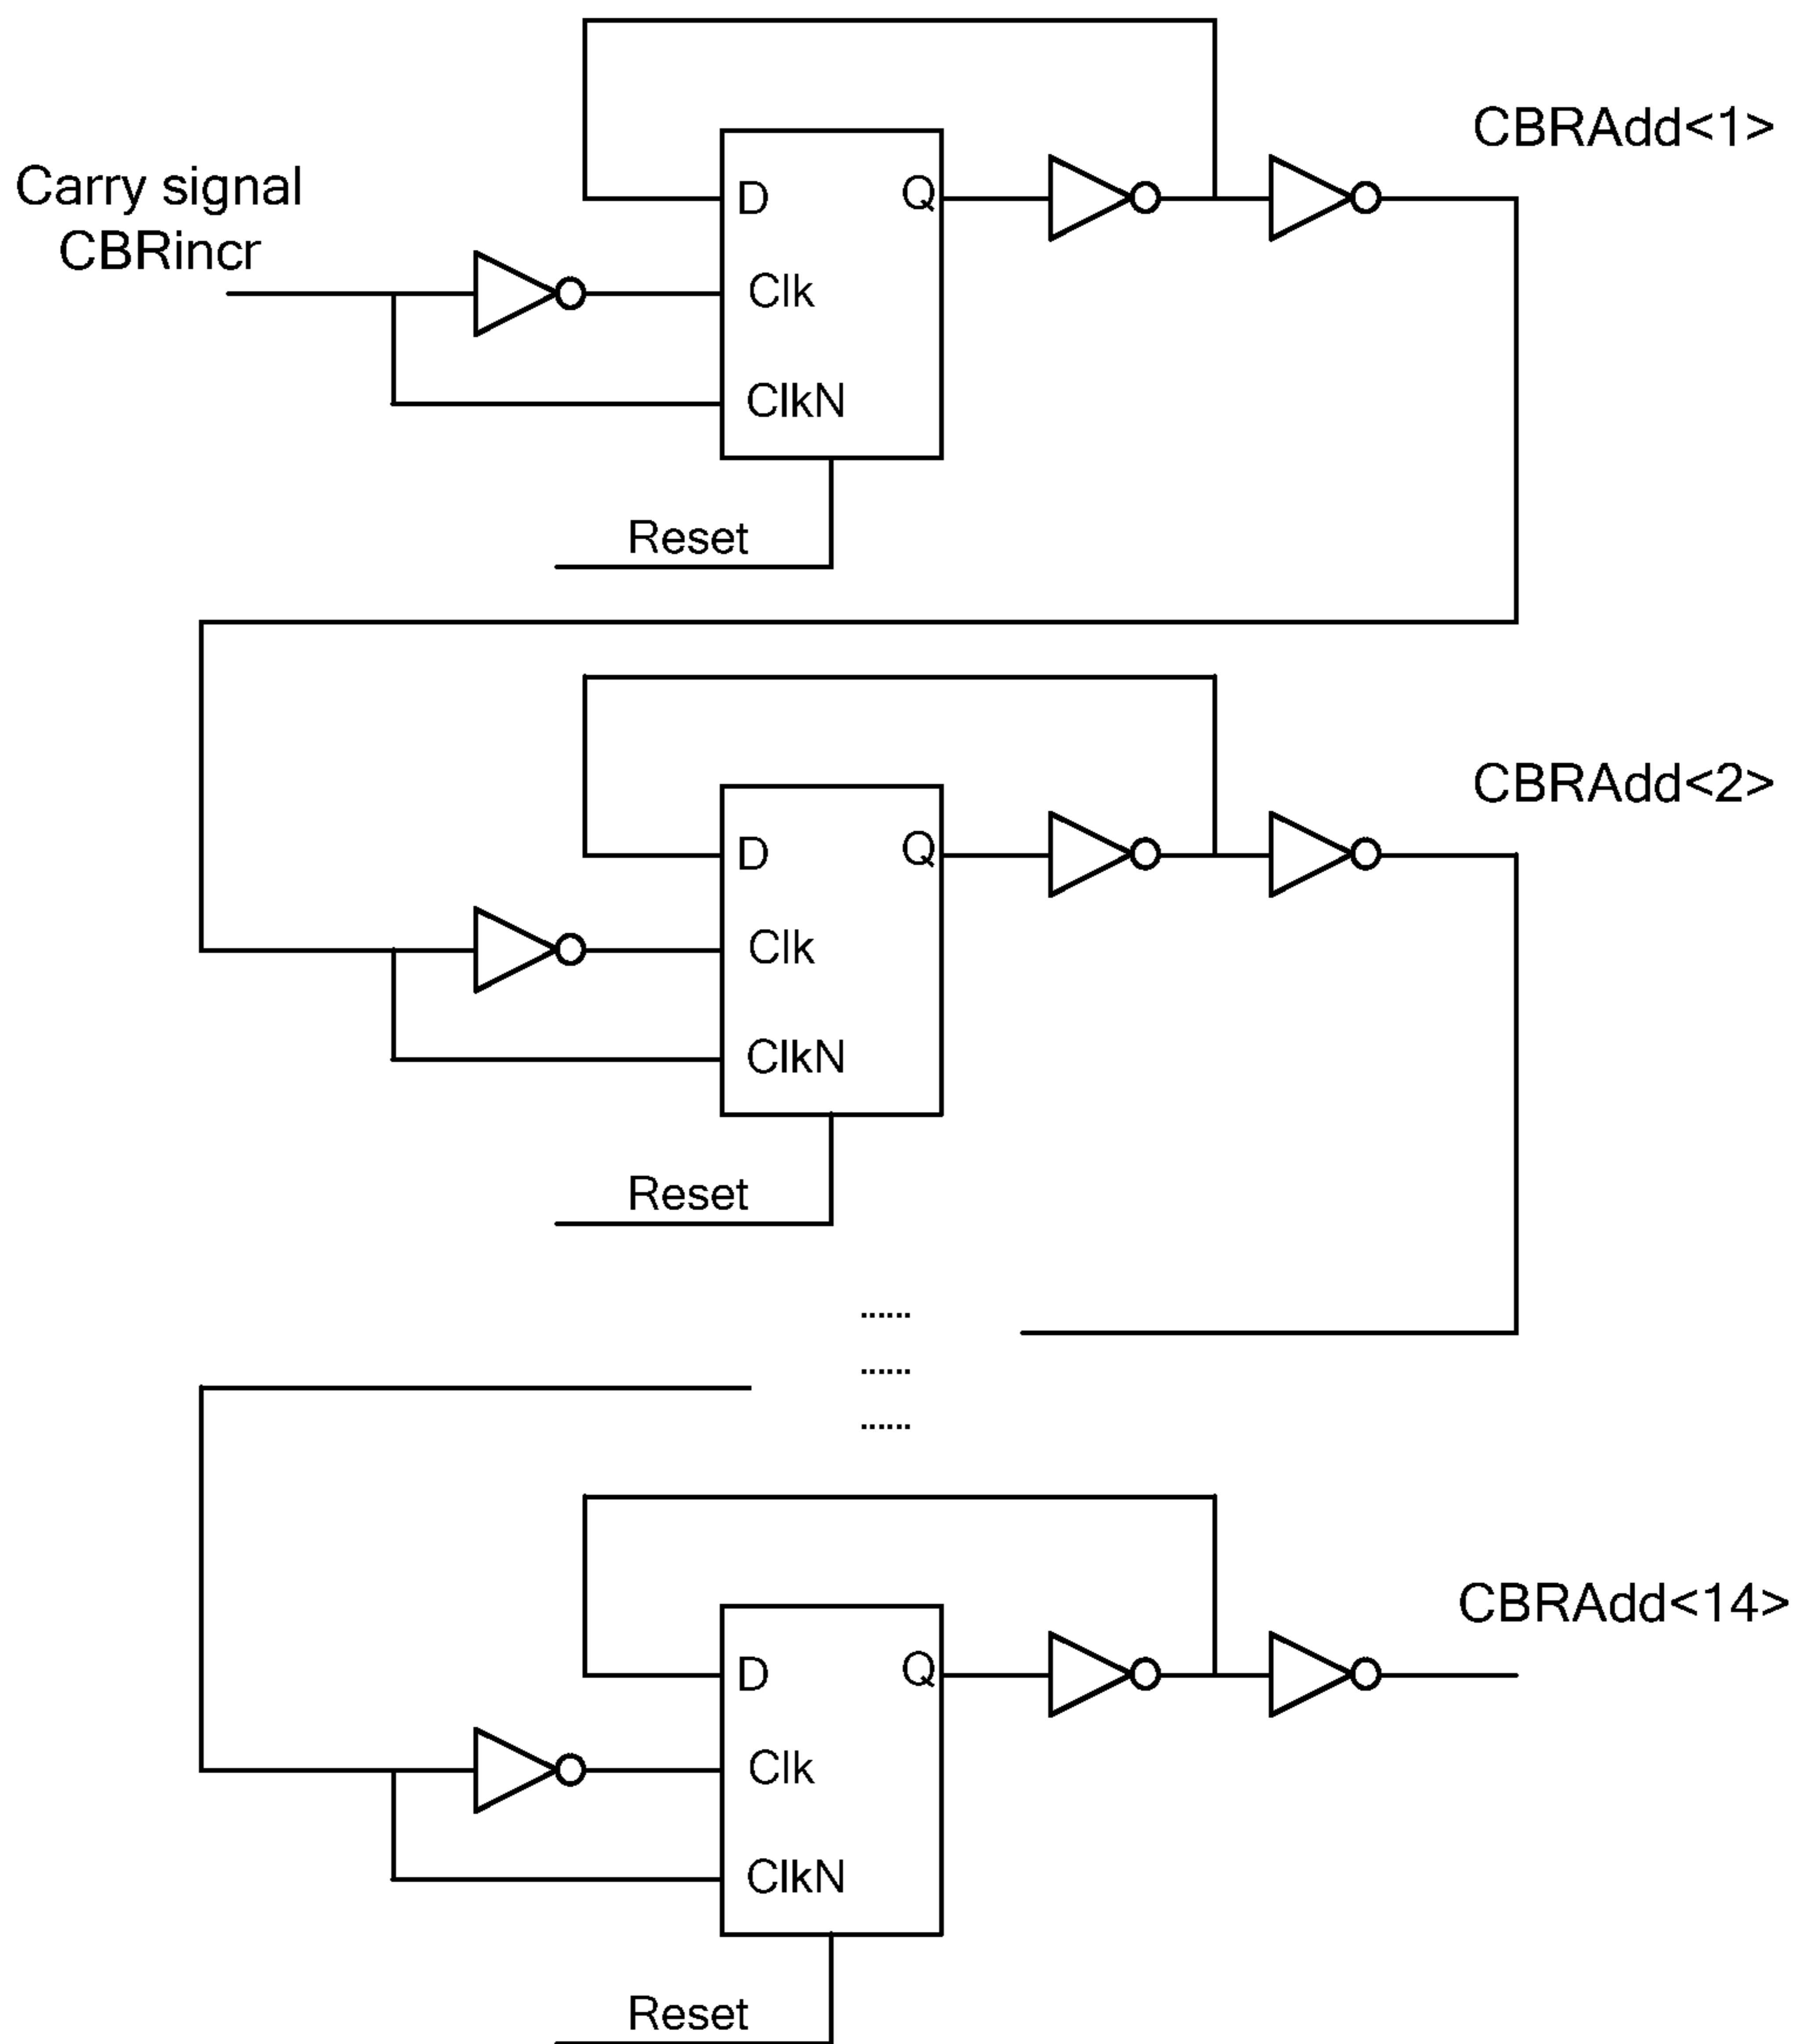 CBRAdd<1>
Carry signal
CBRincr
D
Q
Clk
ClkN
Reset
CBRAdd<2>
D
Q
Clk
ClkN
Reset
......
......
......
CBRAdd<14>
D
Q
Clk
ClkN
Reset